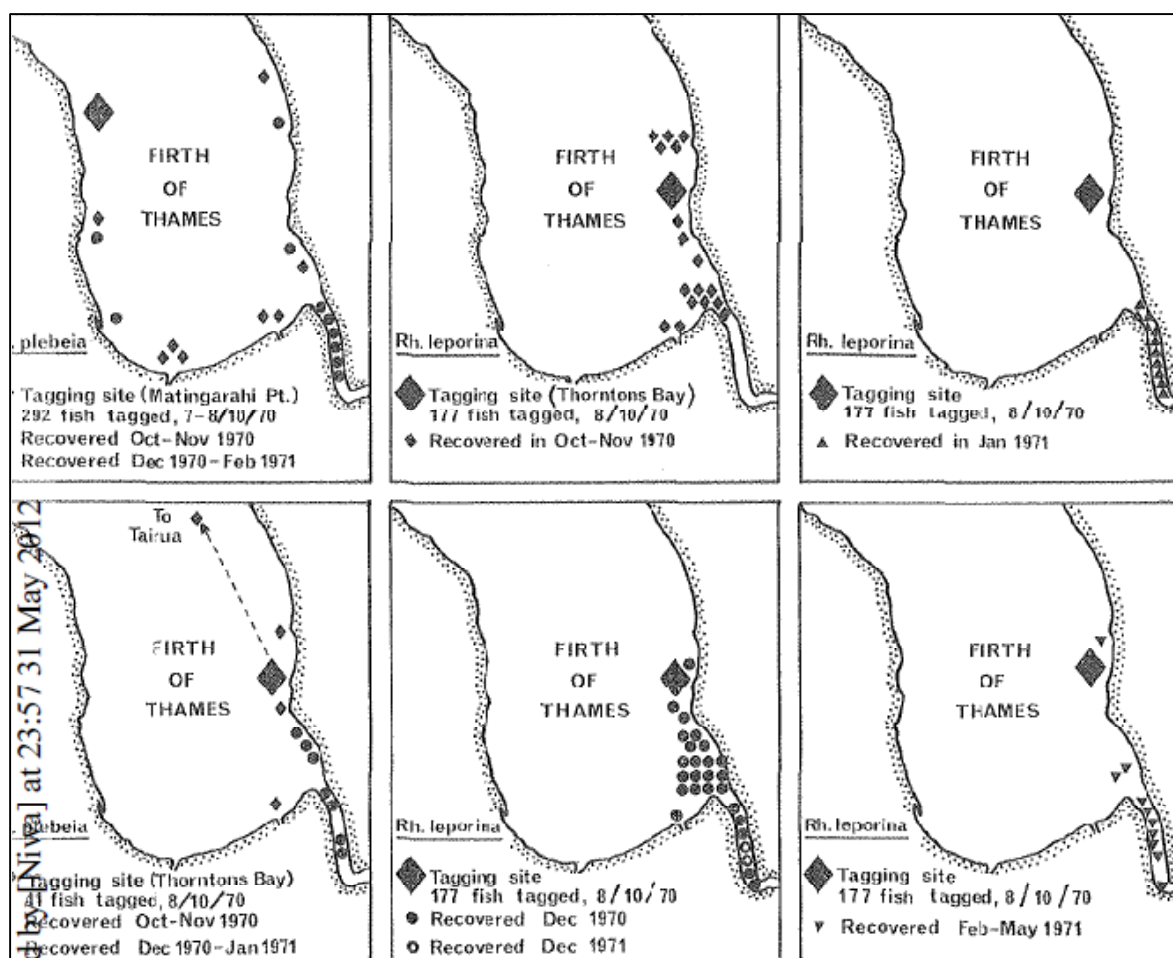 FIRTH
OF
THAMES
. plebeia
Tagging site (Matingarahi Pt.)
292 fish tagged, 7-8/10/70
Recovered Oct-Nov 1970
Recovered Dec 1970-Feb 1971
FIRTH
OF
THAMES
Rh. leporina
Tagging site (Thorntons Bay)
177 fish tagged, 8/10/70
Recovered in Oct-Nov 1970
FIRTH
OF
THAMES
Rh. leporina
Tagging site
177 fish tagged, 8/10/70
Recovered in Jan 1971
To
Tairua
FIRTH
OF
THAMES
. plebeia
Tagging site (Thorntons Bay)
41 fish tagged, 8/10/70
Recovered Oct-Nov 1970
Recovered Dec 1970-Jan 1971
FIRTH
OF
THAMES
Rh. leporina
Tagging site
177 fish tagged, 8/10/70
Recovered Dec 1970
Recovered Dec 1971
FIRTH
OF
THAMES
Rh. leporina
Tagging site
177 fish tagged, 8/10/70
Recovered Feb-May 1971
d by [Niwa] at 23:57 31 May 2012